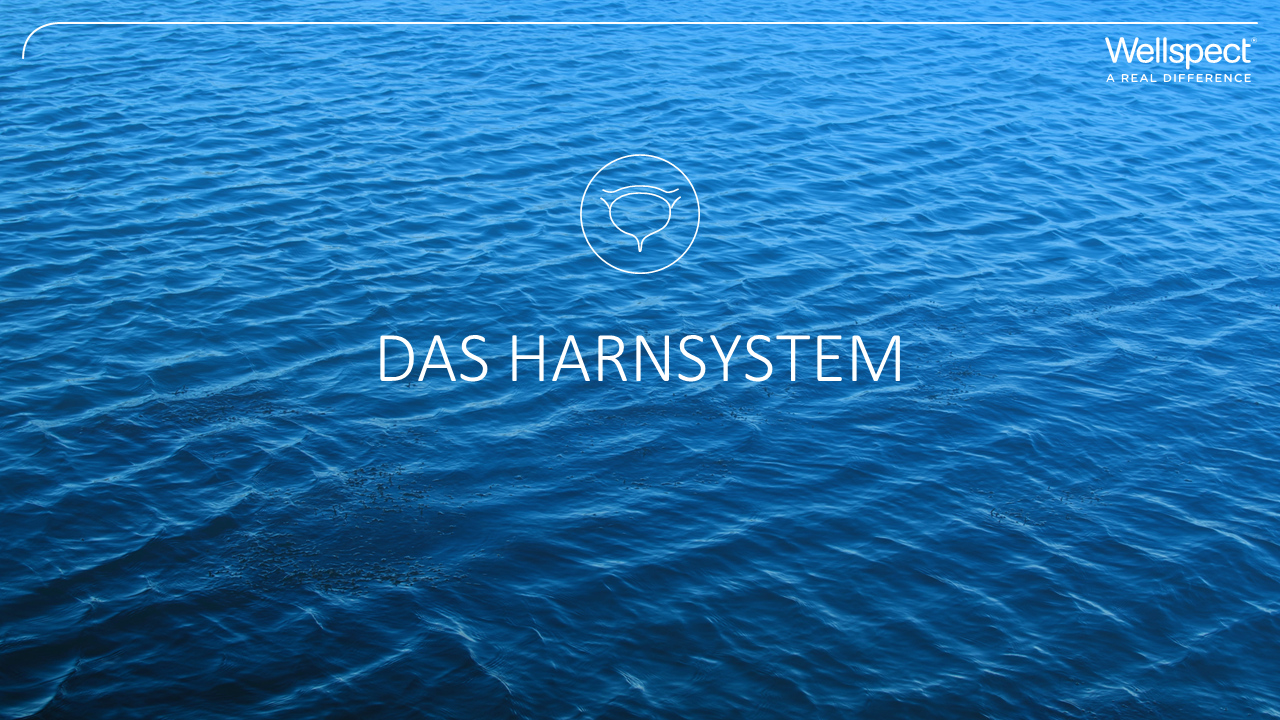 Wellspect®
A REAL DIFFERENCE
DAS HARNSYSTEM